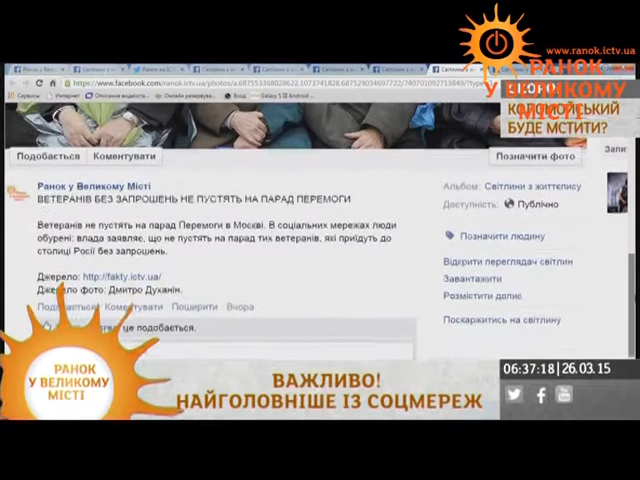 www.ranok.ictv.ua
РАНОК
У ВЕЛИКОМУ
МІСТІ
КОЛОМОЙСЬКИЙ
БУДЕ МСТИТИ?
Подобається Коментувати
Позначити фото
Ранок у Великому Місті
ВЕТЕРАНІВ БЕЗ ЗАПРОШЕНЬ НЕ ПУСТЯТЬ НА ПАРАД ПЕРЕМОГИ
Ветеранів не пустять на парад Перемоги в Москві. В соціальних мережах люди
обурені: влада заявляє, що не пустять на парад тих ветеранів, які приїдуть до
столиці Росії без запрошень.
Джерело: http://fakty.ictv.ua/
Джерело фото: Дмитро Духанін.
Подобається Коментувати Поширити Вчора
це подобається.
Альбом: Світлини з життєпису
Доступність: Публічно
Позначити людину
Відкрити переглядач світлин
Завантажити
Розмістити допис
Поскаржитись на світлину
РАНОК
У ВЕЛИКОМУ
МІСТІ
ВАЖЛИВО!
НАЙГОЛОВНІШЕ ІЗ СОЦМЕРЕЖ
06:37:18 | 26.03.15